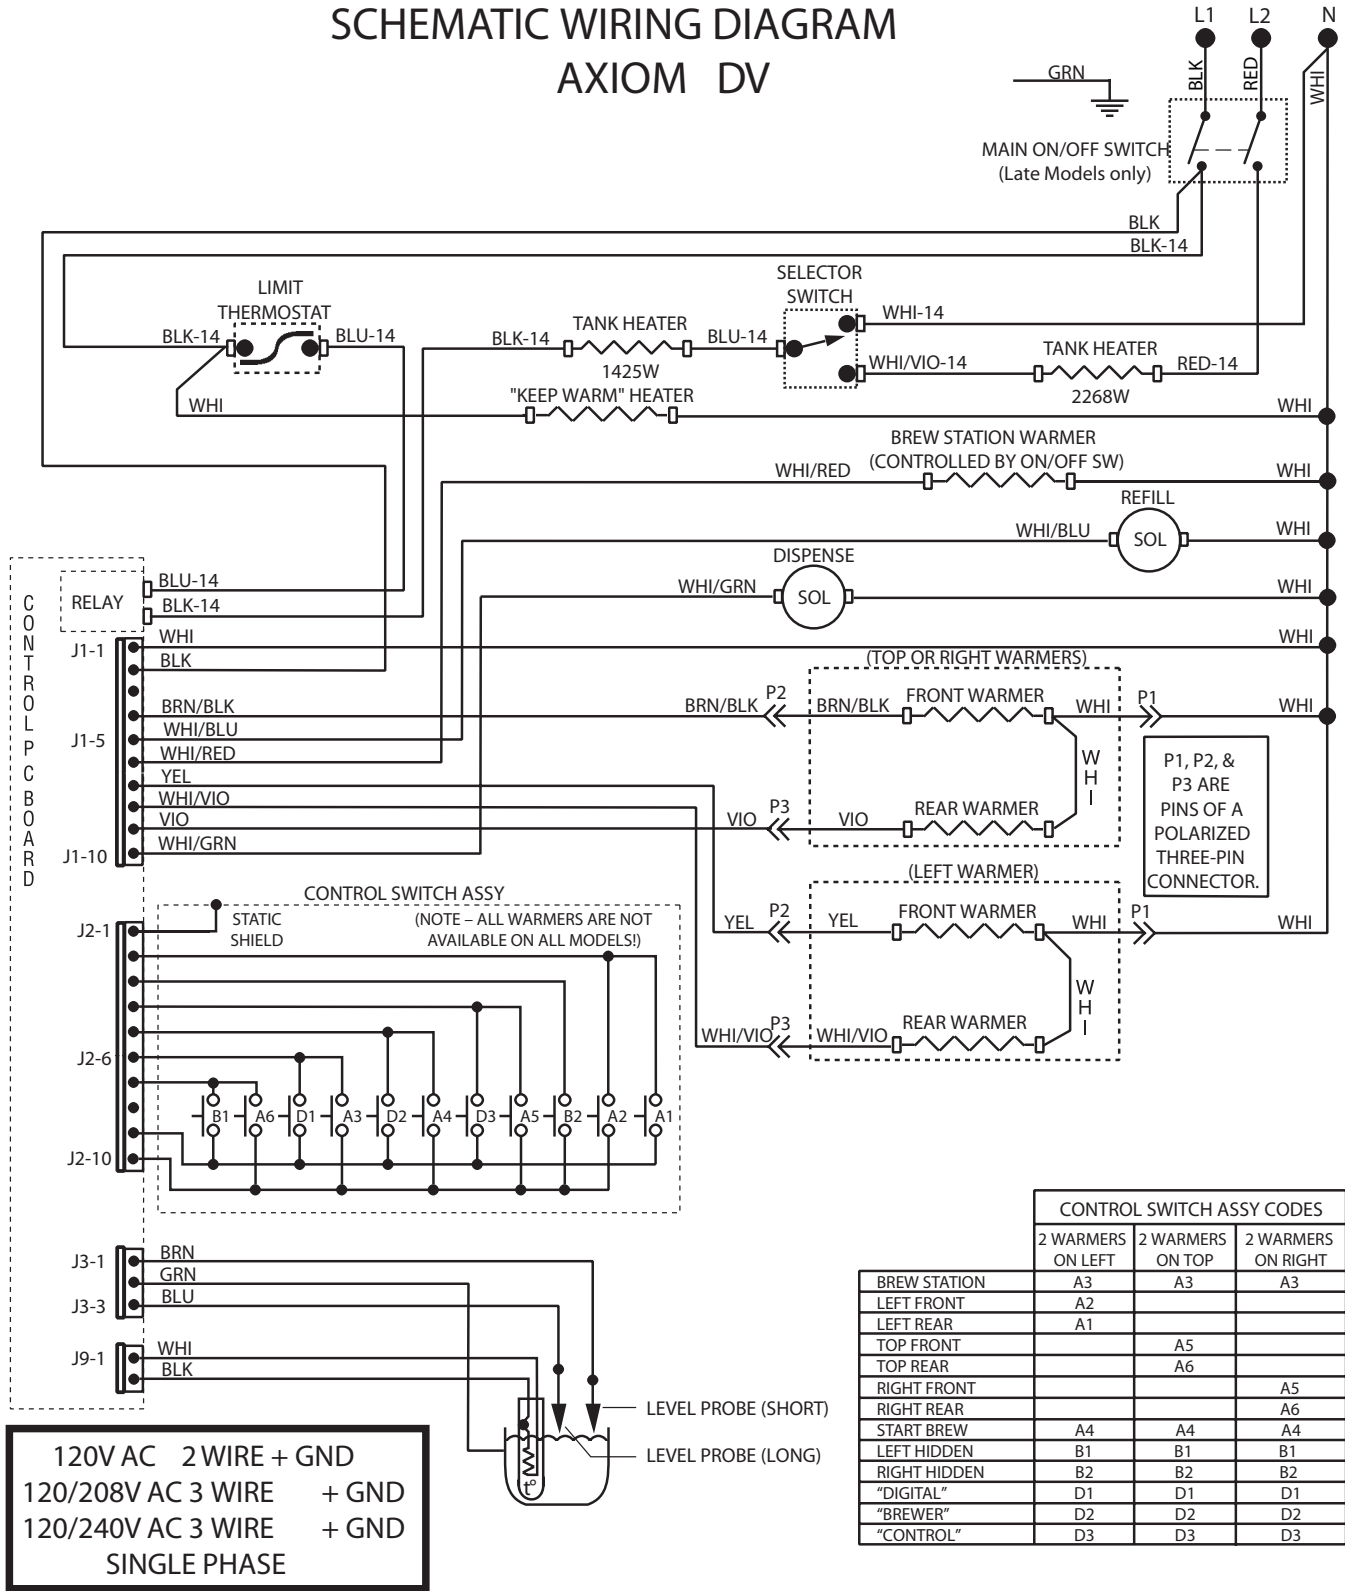 SCHEMATIC WIRING DIAGRAM
AXIOM DV
L1
L2
N
GRN
BLK
RED
WHI
MAIN ON/OFF SWITCH
(Late Models only)
BLK
BLK-14
LIMIT
THERMOSTAT
BLK-14
BLU-14
SELECTOR
SWITCH
WHI-14
BLK-14
TANK HEATER
1425W
BLU-14
WHI/VIO-14
TANK HEATER
2268W
RED-14
WHI
"KEEP WARM" HEATER
WHI
BREW STATION WARMER
(CONTROLLED BY ON/OFF SW)
WHI/RED
WHI
REFILL
WHI/BLU
SOL
WHI
DISPENSE
WHI/GRN
SOL
WHI
CONTROL PC BOARD
RELAY
BLU-14
BLK-14
J1-1
WHI
WHI
BLK
BRN/BLK
J1-5
WHI/BLU
WHI/RED
YEL
WHI/VIO
VIO
J1-10
WHI/GRN
(TOP OR RIGHT WARMERS)
BRN/BLK
P2
BRN/BLK
FRONT WARMER
WHI
P1
WHI
WHI
VIO
P3
VIO
REAR WARMER
P1, P2, &
P3 ARE
PINS OF A
POLARIZED
THREE-PIN
CONNECTOR.
(LEFT WARMER)
YEL
P2
YEL
FRONT WARMER
WHI
P1
WHI
WHI
WHI/VIO
P3
WHI/VIO
REAR WARMER
CONTROL SWITCH ASSY
J2-1
STATIC
SHIELD
(NOTE – ALL WARMERS ARE NOT
AVAILABLE ON ALL MODELS!)
J2-6
B1 A6 D1 A3 D2 A4 D3 A5 B2 A2 A1
J2-10
J3-1
BRN
GRN
J3-3
BLU
J9-1
WHI
BLK
t°
LEVEL PROBE (SHORT)
LEVEL PROBE (LONG)
120V AC 2 WIRE + GND
120/208V AC 3 WIRE + GND
120/240V AC 3 WIRE + GND
SINGLE PHASE
CONTROL SWITCH ASSY CODES
2 WARMERS ON LEFT 2 WARMERS ON TOP 2 WARMERS ON RIGHT
BREW STATION A3 A3 A3
LEFT FRONT A2
LEFT REAR A1
TOP FRONT A5
TOP REAR A6
RIGHT FRONT A5
RIGHT REAR A6
START BREW A4 A4 A4
LEFT HIDDEN B1 B1 B1
RIGHT HIDDEN B2 B2 B2
“DIGITAL” D1 D1 D1
“BREWER” D2 D2 D2
“CONTROL” D3 D3 D3